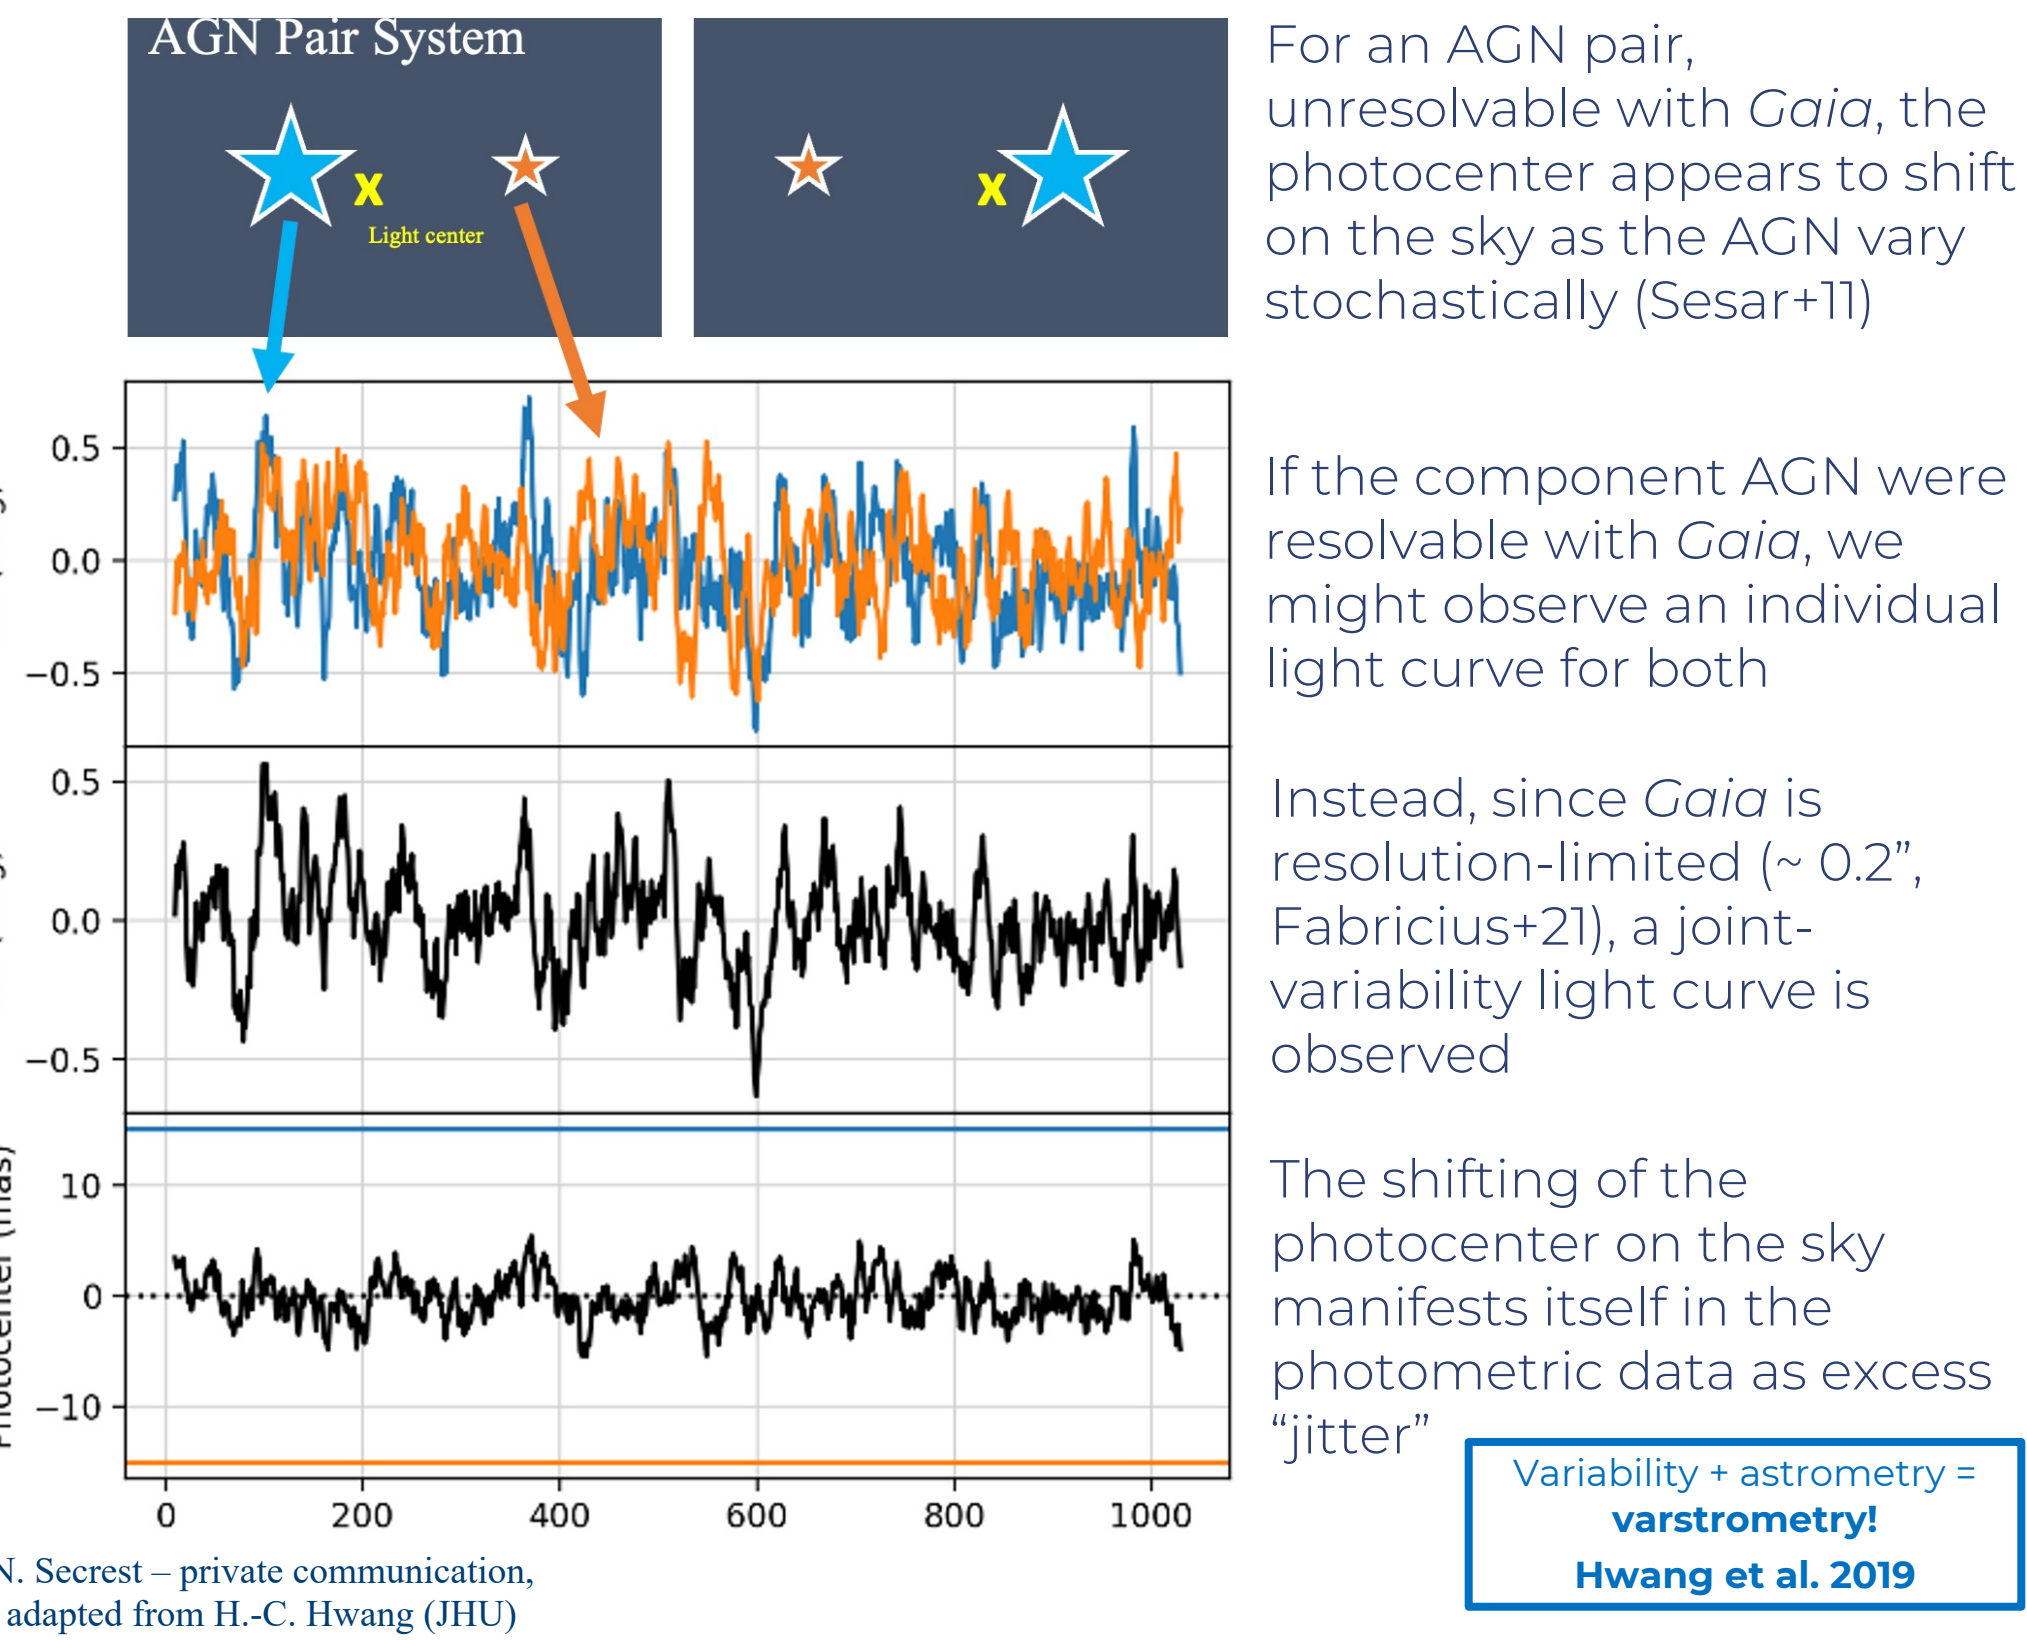 AGN Pair System
X
Light center
X
For an AGN pair,
unresolvable with Gaia, the
photocenter appears to shift
on the sky as the AGN vary
stochastically (Sesar+11)
If the component AGN were
resolvable with Gaia, we
might observe an individual
light curve for both
Instead, since Gaia is
resolution-limited (~ 0.2”,
Fabricius+21), a joint-
variability light curve is
observed
The shifting of the
photocenter on the sky
manifests itself in the
photometric data as excess
“jitter”
Variability + astrometry =
varstrometry!
Hwang et al. 2019
0.5
0.0
−0.5
0.5
0.0
−0.5
Photocenter (mas)
10
0
−10
0 200 400 600 800 1000
N. Secrest – private communication,
adapted from H.-C. Hwang (JHU)